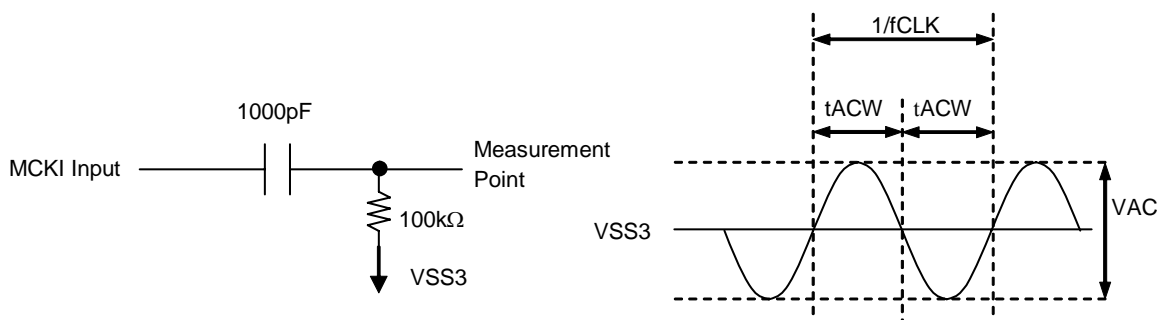 1000pF
MCKI Input
Measurement
Point
100kΩ
VSS3
1/fCLK
tACW
tACW
VSS3
VAC